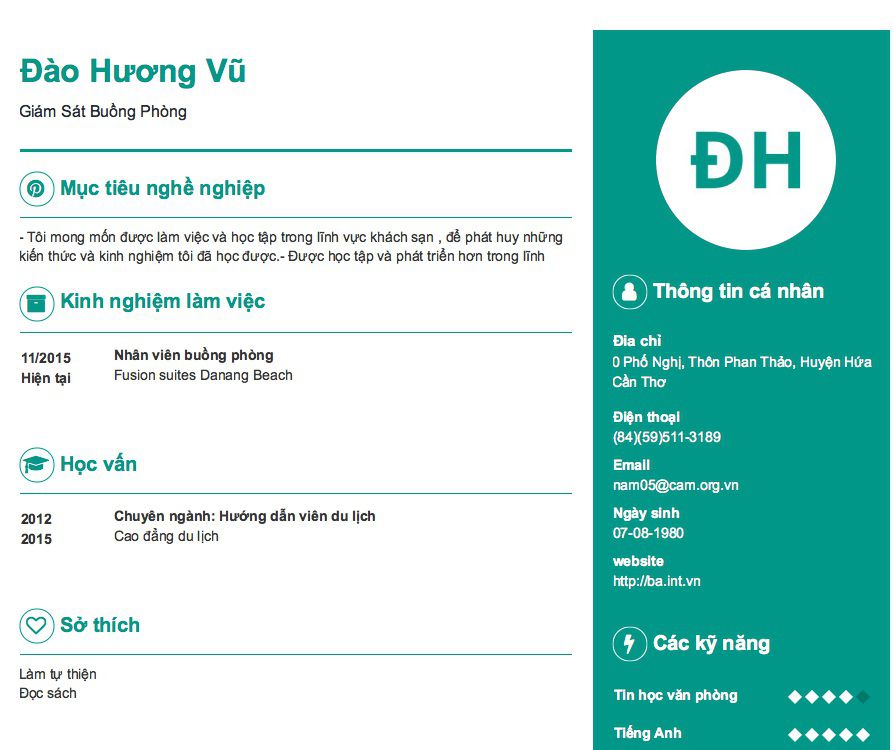 Đào Hương Vũ
Giám Sát Buồng Phòng
Mục tiêu nghề nghiệp
- Tôi mong mốn được làm việc và học tập trong lĩnh vực khách sạn , để phát huy những
kiến thức và kinh nghiệm tôi đã học được.- Được học tập và phát triển hơn trong lĩnh
Kinh nghiệm làm việc
11/2015
Hiện tại
Nhân viên buồng phòng
Fusion suites Danang Beach
Học vấn
2012
2015
Chuyên ngành: Hướng dẫn viên du lịch
Cao đẳng du lịch
Sở thích
Làm tự thiện
Đọc sách
ĐH
Thông tin cá nhân
Đia chỉ
0 Phố Nghị, Thôn Phan Thảo, Huyện Hứa
Cần Thơ
Điện thoại
(84)(59)511-3189
Email
nam05@cam.org.vn
Ngày sinh
07-08-1980
website
http://ba.int.vn
Các kỹ năng
Tin học văn phòng
Tiếng Anh